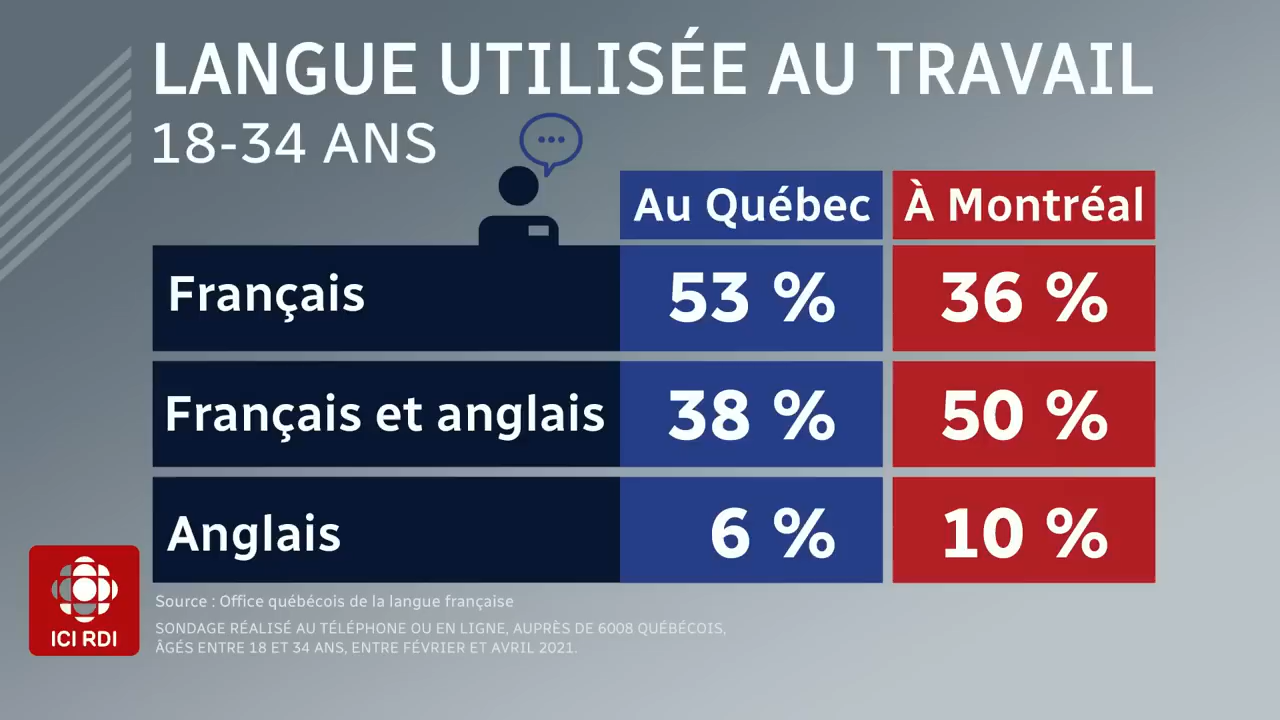 LANGUE UTILISÉE AU TRAVAIL
18-34 ANS
Au Québec À Montréal
Français 53 % 36 %
Français et anglais 38 % 50 %
Anglais 6 % 10 %
Source : Office québécois de la langue française
SONDAGE RÉALISÉ AU TÉLÉPHONE OU EN LIGNE, AUPRÈS DE 6008 QUÉBÉCOIS,
ÂGÉS ENTRE 18 ET 34 ANS, ENTRE FÉVRIER ET AVRIL 2021.
ICI RDI